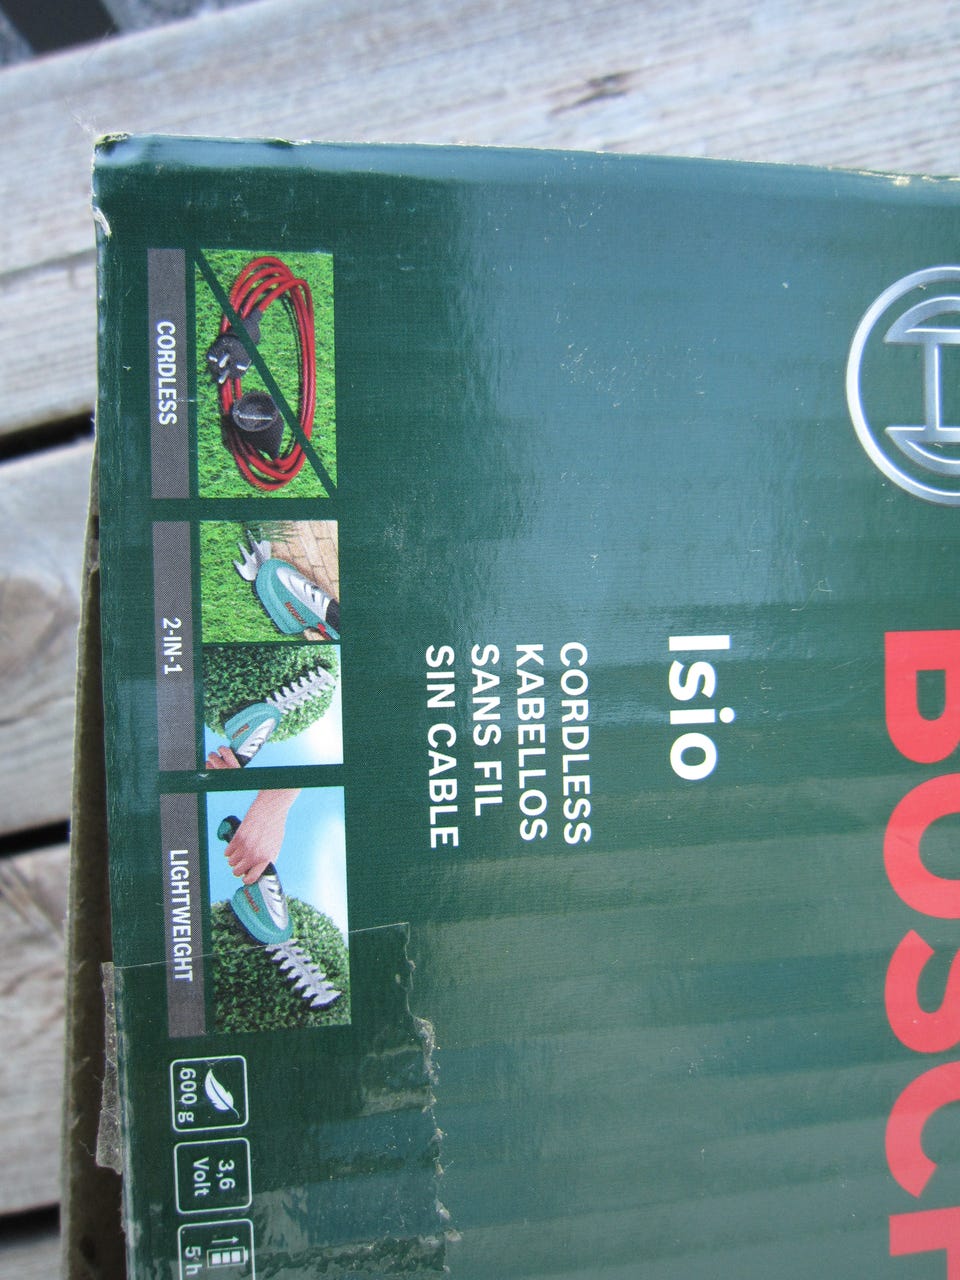 BOSCH
Isio
CORDLESS
KABELLOS
SANS FIL
SIN CABLE
CORDLESS
2-IN-1
LIGHTWEIGHT
600 g
3,6
Volt
5 h